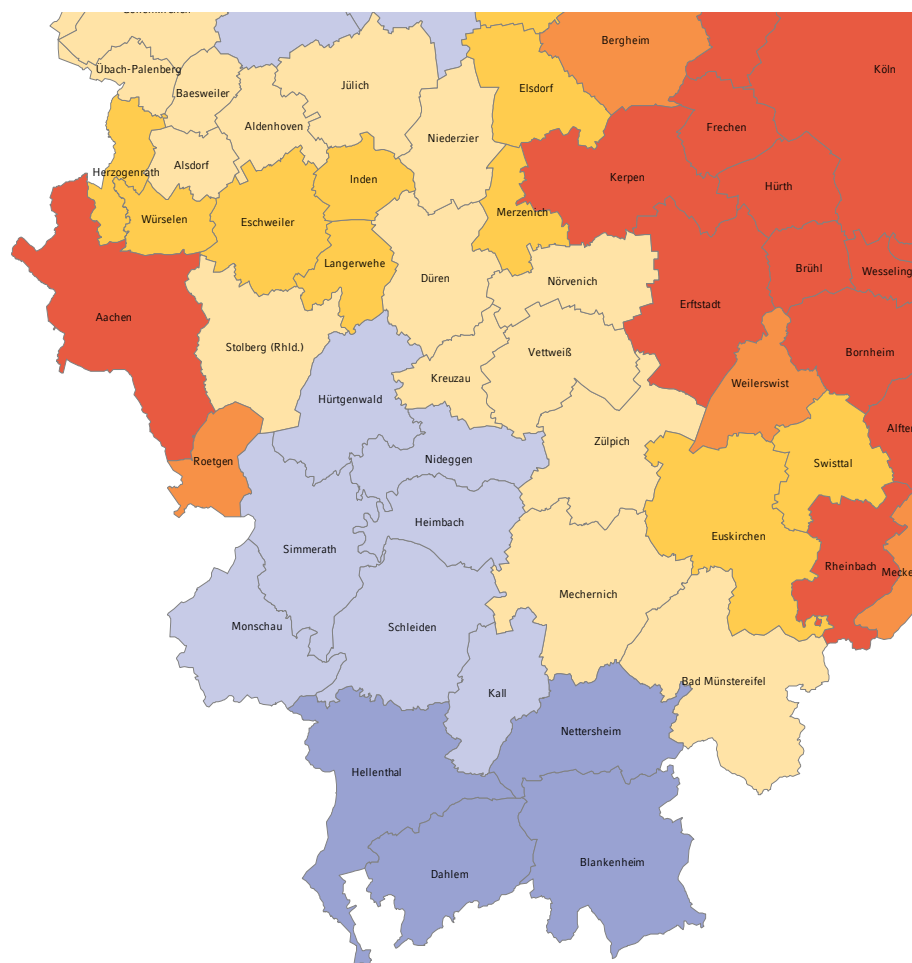 Bergheim
Köln
Übach-Palenberg
Jülich
Elsdorf
Baesweiler
Aldenhoven
Frechen
Niederzier
Alsdorf
Herzogenrath
Inden
Kerpen
Hürth
Würselen
Eschweiler
Merzenich
Langerwehe
Düren
Nörvenich
Brühl
Wesseling
Aachen
Erftstadt
Stolberg (Rhld.)
Vettweiß
Bornheim
Kreuzau
Weilerswist
Hürtgenwald
Zülpich
Roetgen
Nideggen
Swisttal
Heimbach
Simmerath
Euskirchen
Rheinbach
Mechernich
Monschau
Schleiden
Kall
Bad Münstereifel
Nettersheim
Hellenthal
Dahlem
Blankenheim